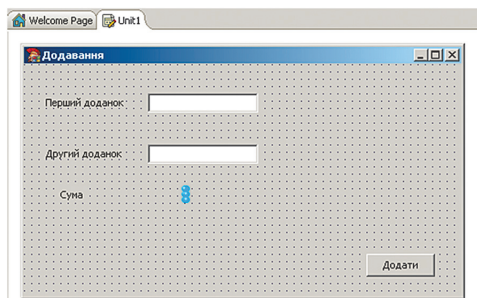 Welcome Page Unit1
Додавання
Перший доданок
Другий доданок
Сума
Додати